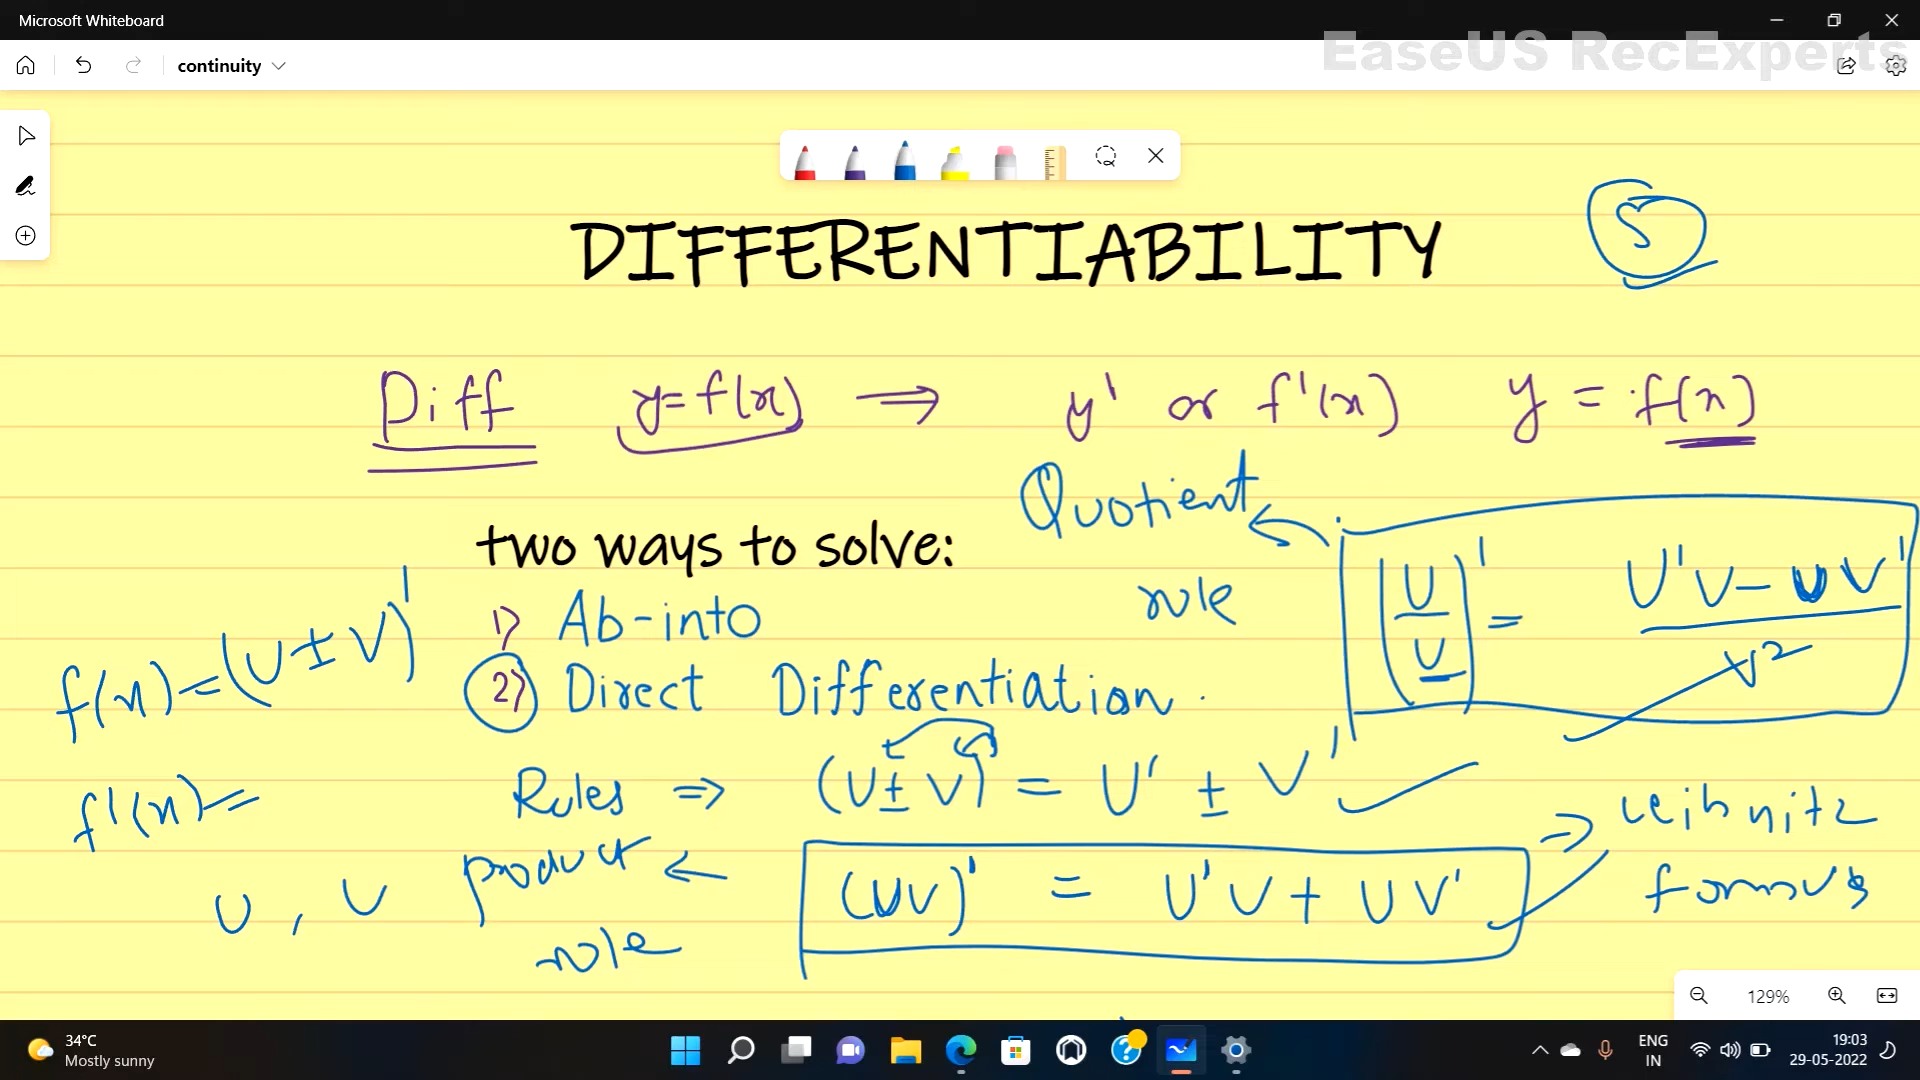 Microsoft Whiteboard
EaseUS RecExperts
continuity
DIFFERENTIABILITY
5
Diff y=f(x) ⇒ y' or f'(x) y = f(x)
Quotient rule
two ways to solve:
(U/V)' = U'V - UV' / V²
1) Ab-into
2) Direct Differentiation.
f(x)=(U±V)'
Rules ⇒ (U±V)' = U' ± V'
f'(x)=
U, V
product rule ← (UV)' = U'V + UV' ⇒ Leibnitz
129%
34°C
Mostly sunny
ENG
IN
19:03
29-05-2022